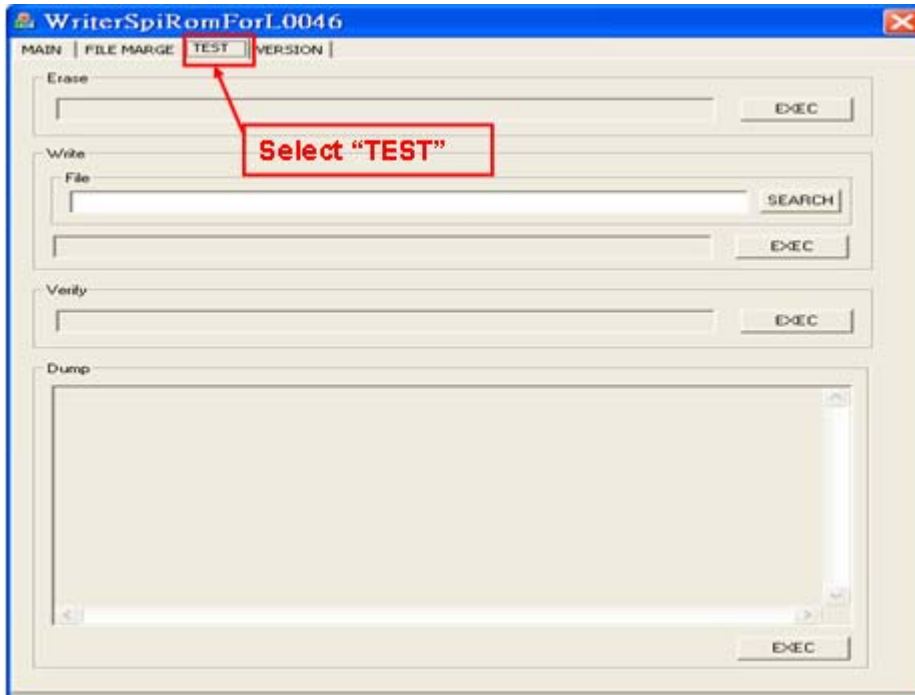 WriterSpiRomForL0046
MAIN FILE MARGE TEST VERSION
Erase
EXEC
Select “TEST”
Write
File
SEARCH
EXEC
Verify
EXEC
Dump
EXEC